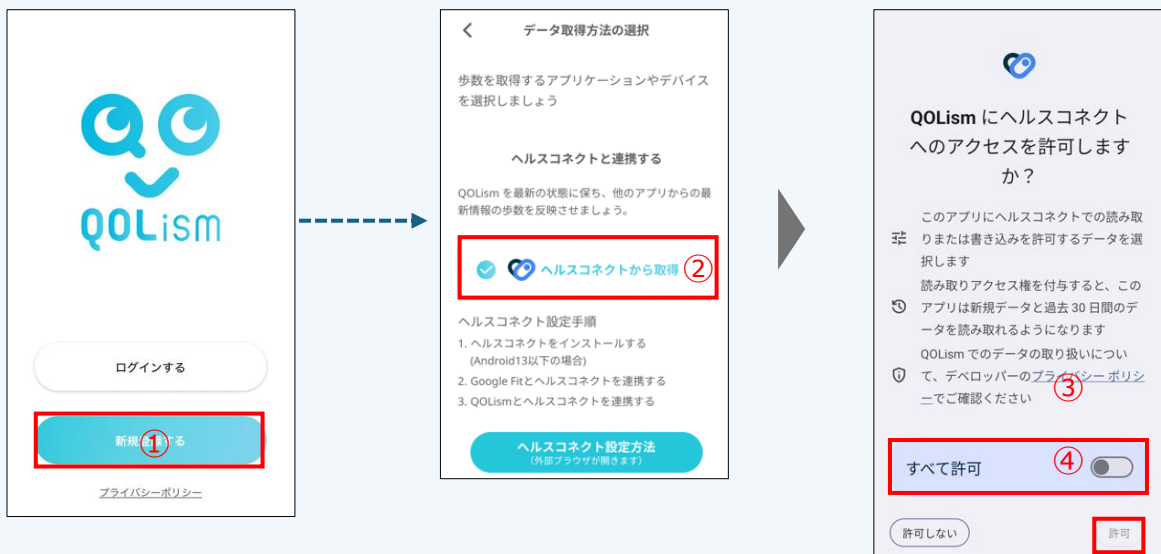 QOLism
ログインする
新規登録する
①
プライバシーポリシー
データ取得方法の選択
歩数を取得するアプリケーションやデバイス
を選択しましょう
ヘルスコネクトと連携する
QOLism を最新の状態に保ち、他のアプリからの最
新情報の歩数を反映させましょう。
ヘルスコネクトから取得 ②
ヘルスコネクト設定手順
1. ヘルスコネクトをインストールする
(Android13以下の場合)
2. Google Fitとヘルスコネクトを連携する
3. QOLismとヘルスコネクトを連携する
ヘルスコネクト設定方法
(外部ブラウザが開きます)
QOLism にヘルスコネクト
へのアクセスを許可します
か？
このアプリにヘルスコネクトでの読み取
りまたは書き込みを許可するデータを選
択します
読み取りアクセス権を付与すると、この
アプリは新規データと過去 30 日間のデ
ータを読み取れるようになります
QOLism でのデータの取り扱いについ
て、デベロッパーのプライバシー ポリシ
ーでご確認ください
③
すべて許可 ④
許可しない 許可